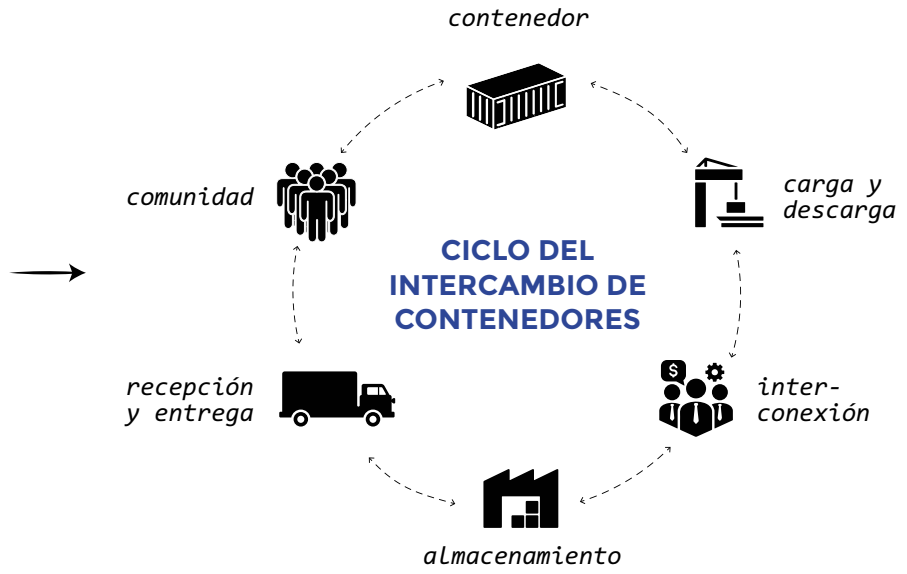 contenedor
carga y
descarga
comunidad
CICLO DEL
INTERCAMBIO DE
CONTENEDORES
recepción
y entrega
inter-
conexión
$
almacenamiento